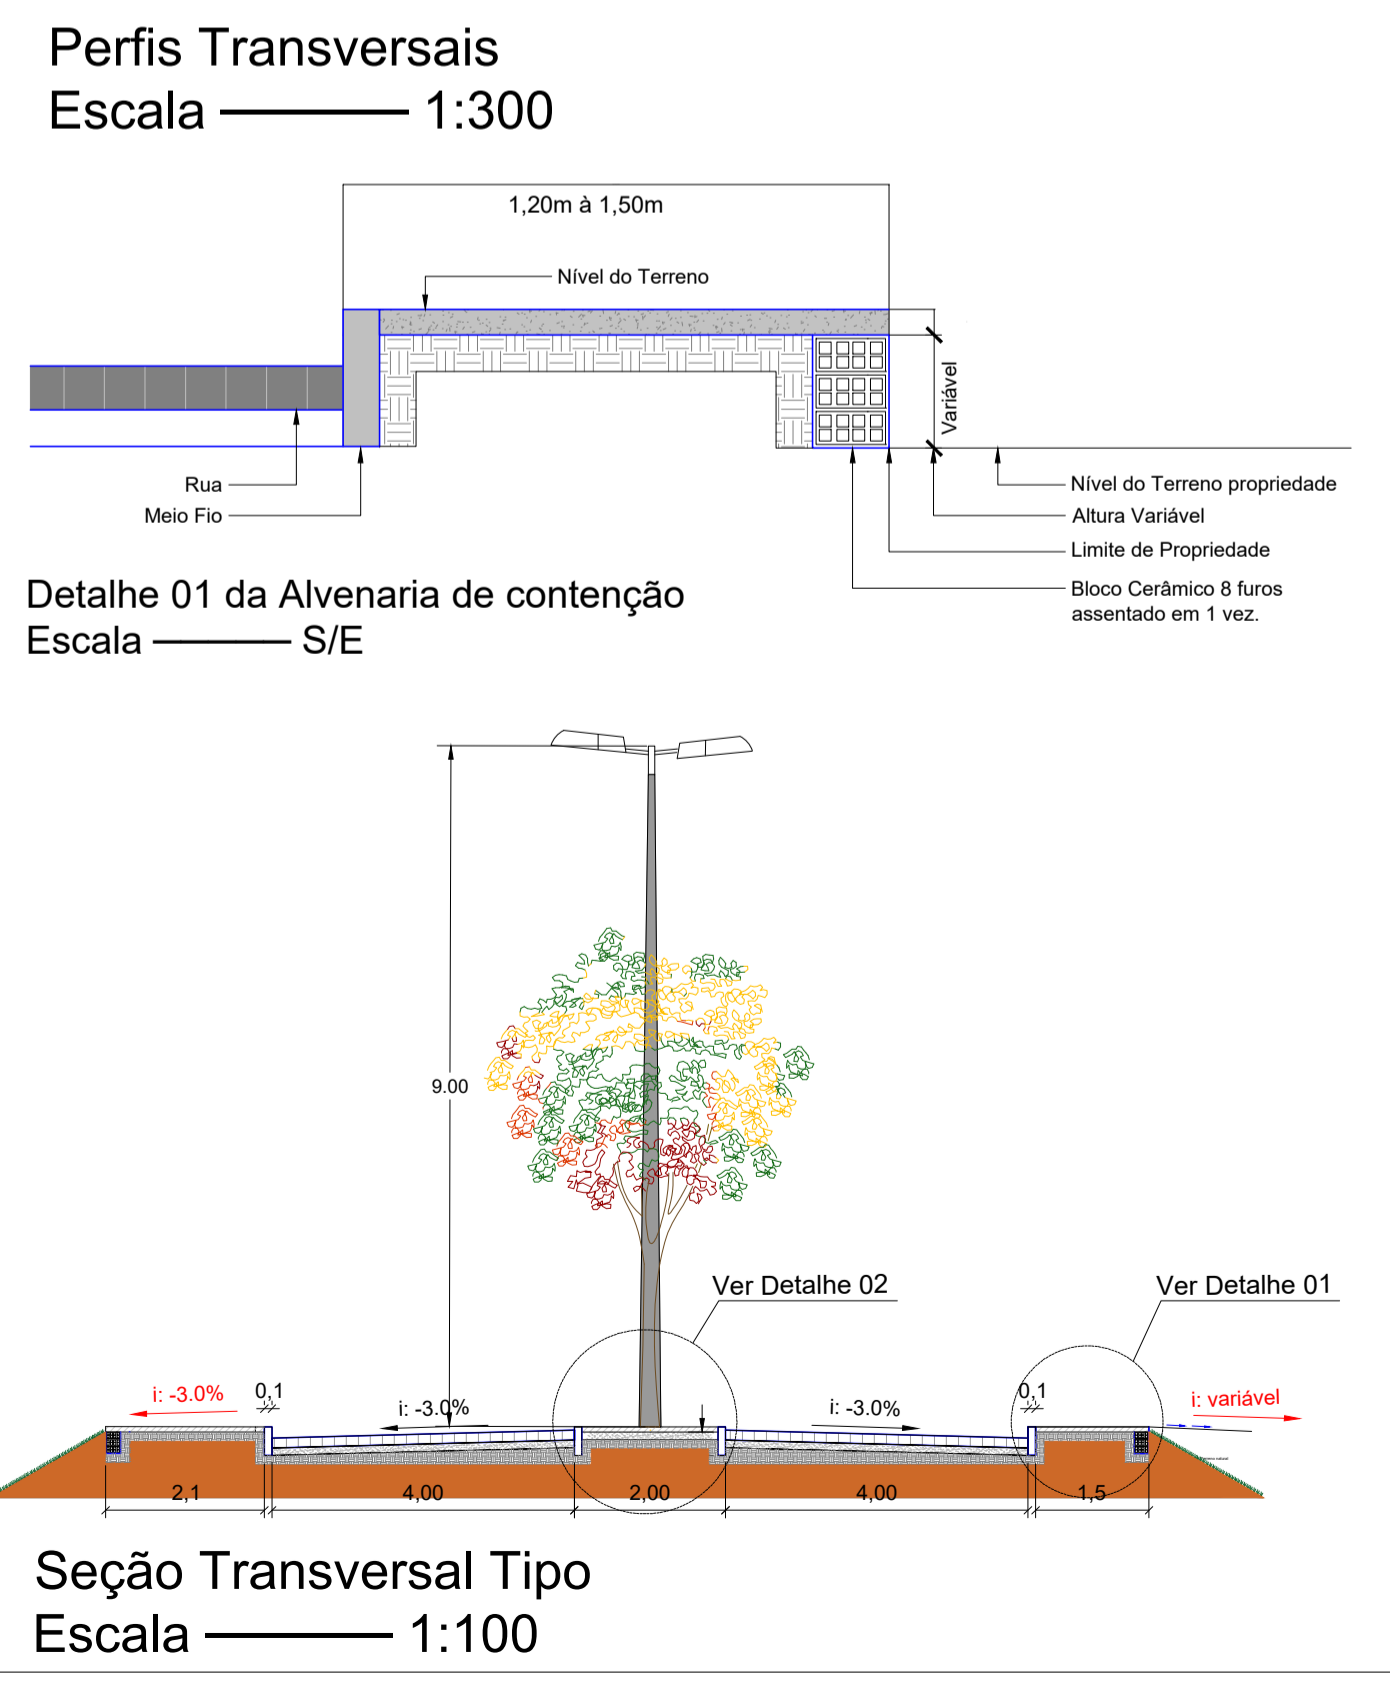 Perfis Transversais
Escala 1:300
1,20m à 1,50m
Nível do Terreno
Variável
Rua
Meio Fio
Nível do Terreno propriedade
Altura Variável
Limite de Propriedade
Bloco Cerâmico 8 furos
assentado em 1 vez.
Detalhe 01 da Alvenaria de contenção
Escala S/E
9.00
Ver Detalhe 02
Ver Detalhe 01
i: -3.0%
0,1
i: -3.0%
i: -3.0%
0,1
i: variável
2,1
4,00
2,00
4,00
1,5
Seção Transversal Tipo
Escala 1:100